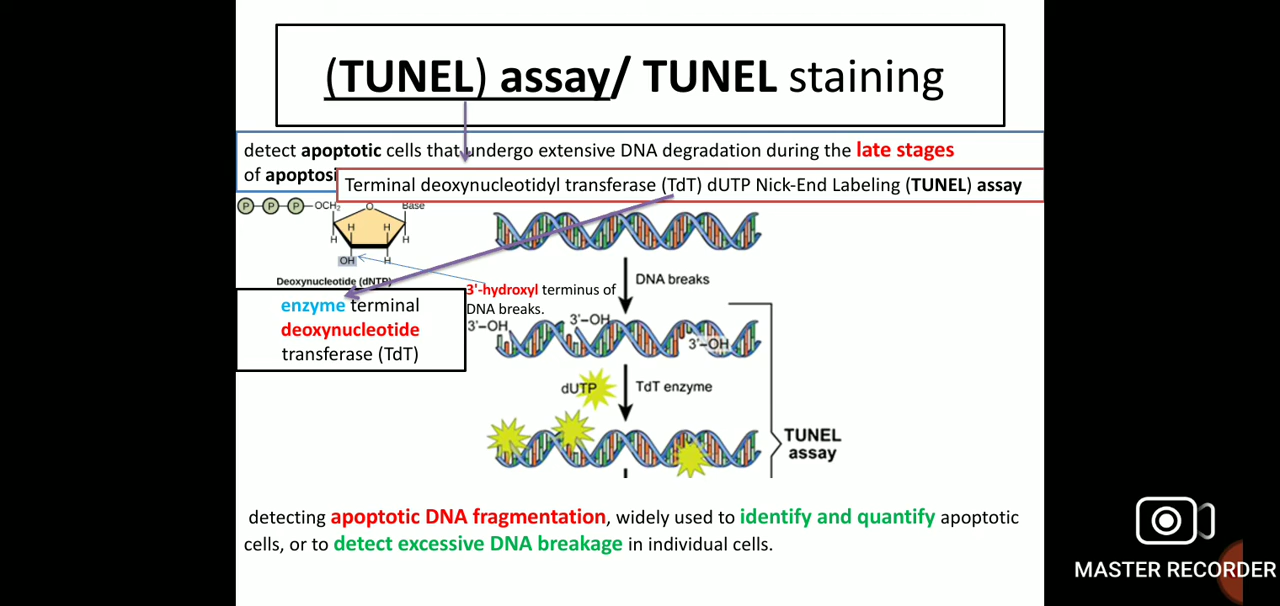 (TUNEL) assay/ TUNEL staining
detect apoptotic cells that undergo extensive DNA degradation during the late stages
of
Terminal deoxynucleotidyl transferase (TdT) dUTP Nick-End Labeling (TUNEL) assay
P P P OCH2 O Base
H H
H H
OH H
Deoxynucleotide (dNTP)
enzyme terminal
deoxynucleotide
transferase (TdT)
3'-hydroxyl terminus of
DNA breaks.
DNA breaks
3'–OH
3'–OH
3'–OH
dUTP
TdT enzyme
TUNEL
assay
detecting apoptotic DNA fragmentation, widely used to identify and quantify apoptotic
cells, or to detect excessive DNA breakage in individual cells.
MASTER RECORDER